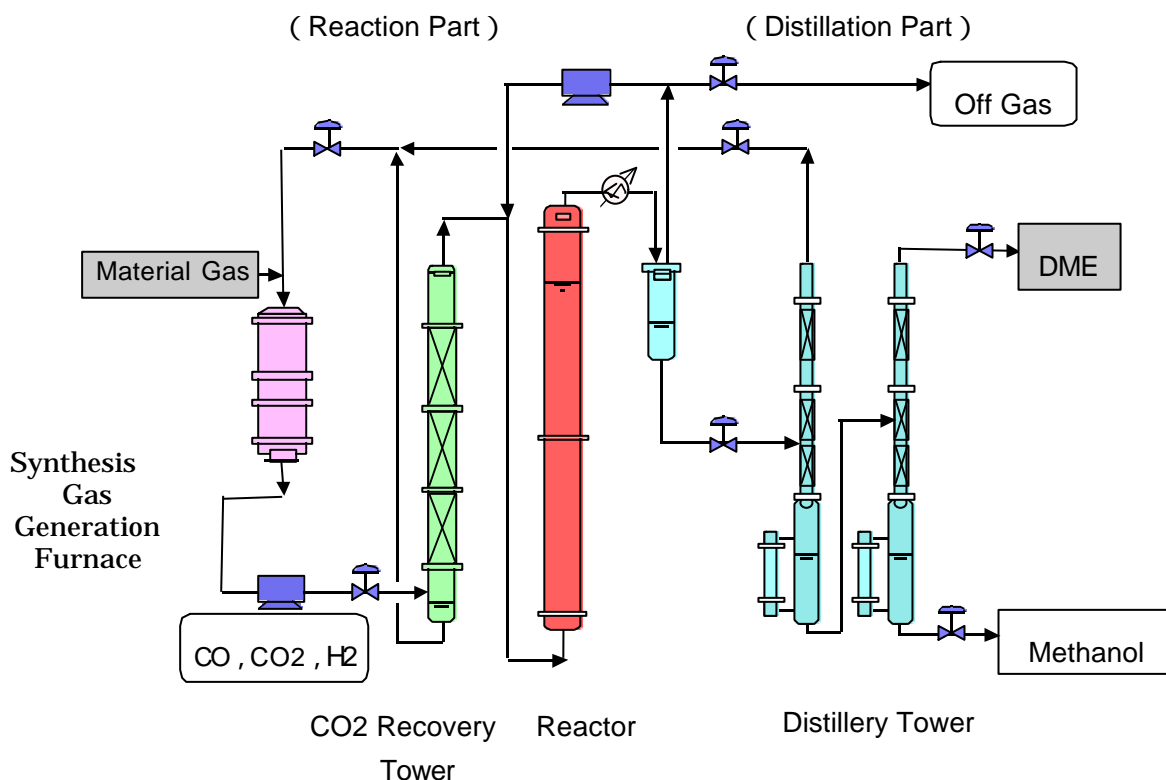 ( Reaction Part )
( Distillation Part )
Off Gas
Material Gas
DME
Synthesis
Gas
Generation
Furnace
CO , CO2 , H2
Methanol
CO2 Recovery
Tower
Reactor
Distillery Tower